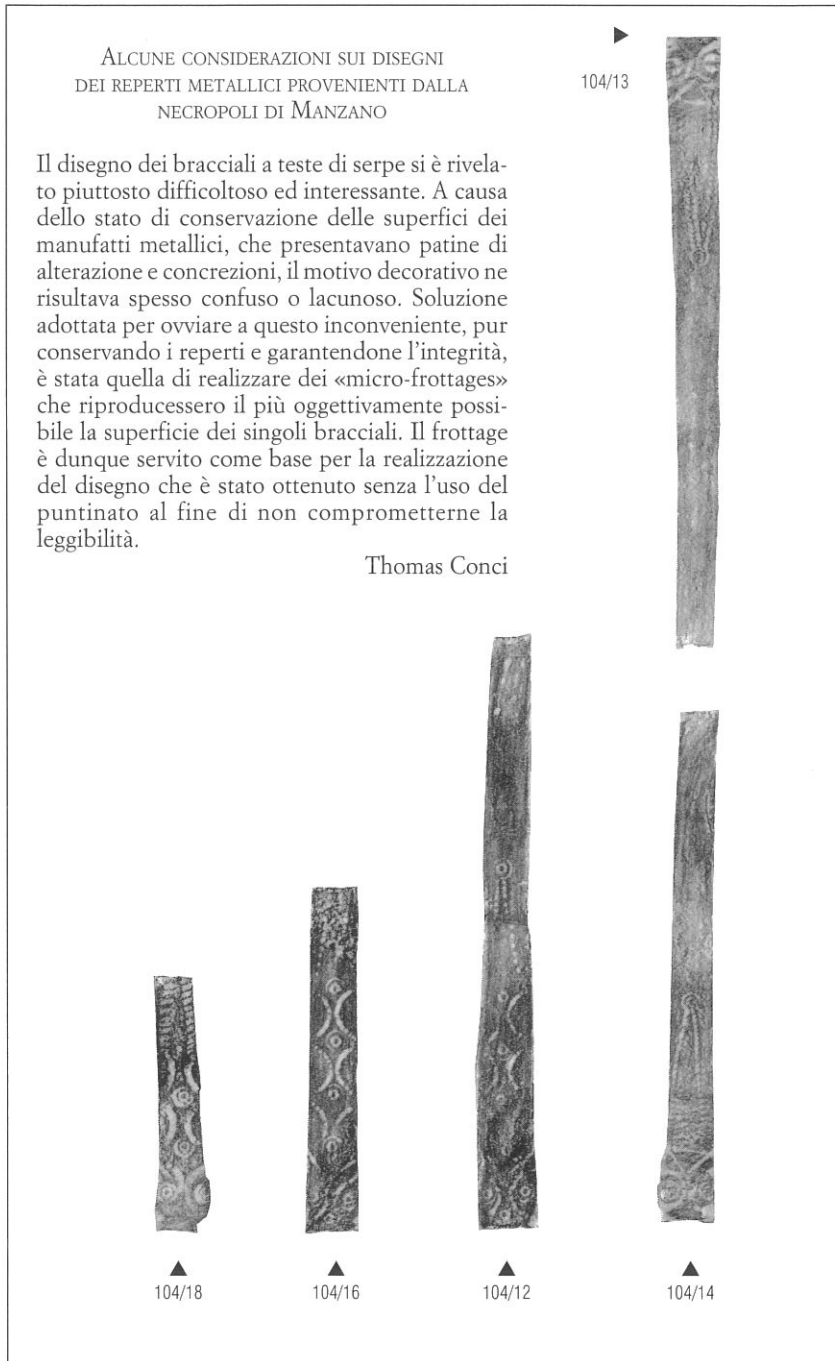 ALCUNE CONSIDERAZIONI SUI DISEGNI
DEI REPERTI METALLICI PROVENIENTI DALLA
NECROPOLI DI MANZANO
Il disegno dei bracciali a teste di serpe si è rivela-
to piuttosto difficoltoso ed interessante. A causa
dello stato di conservazione delle superfici dei
manufatti metallici, che presentavano patine di
alterazione e concrezioni, il motivo decorativo ne
risultava spesso confuso o lacunoso. Soluzione
adottata per ovviare a questo inconveniente, pur
conservando i reperti e garantendone l'integrità,
è stata quella di realizzare dei «micro-frottages»
che riproducessero il più oggettivamente possi-
bile la superficie dei singoli bracciali. Il frottage
è dunque servito come base per la realizzazione
del disegno che è stato ottenuto senza l'uso del
puntinato al fine di non comprometterne la
leggibilità.
Thomas Conci
104/13
104/18
104/16
104/12
104/14